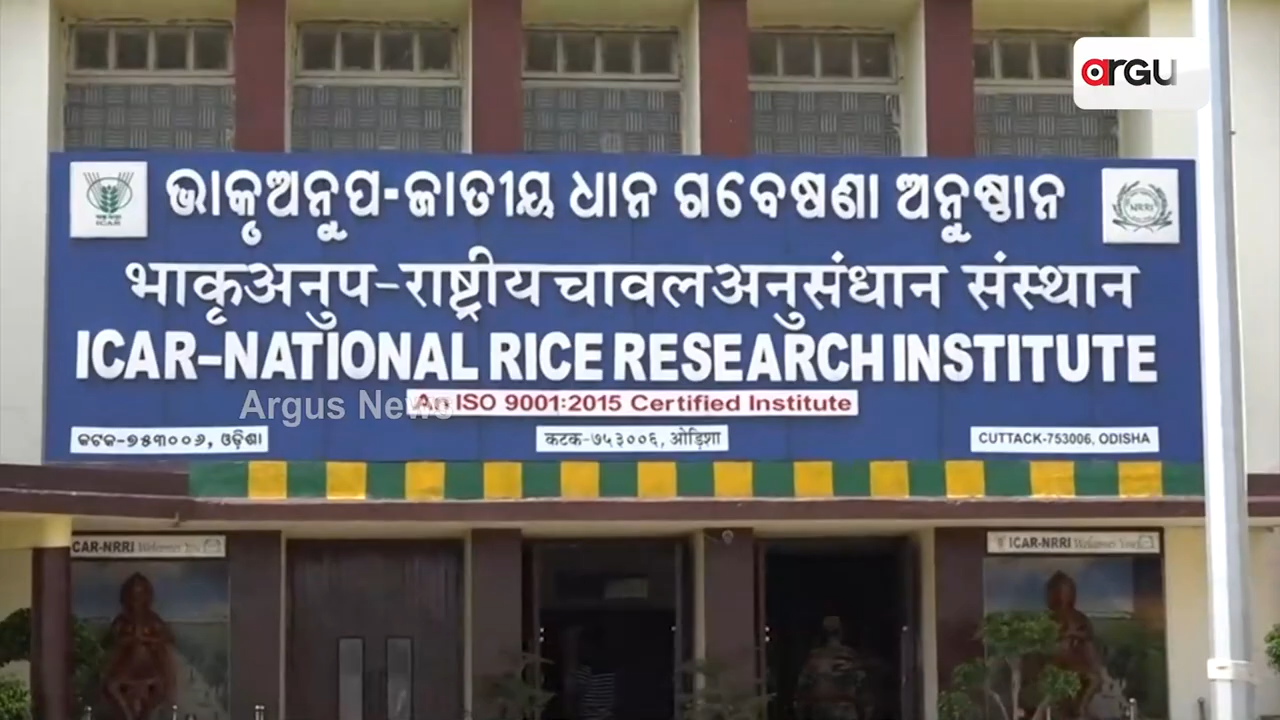 ARGU
ଭାକୃଅନୁପ-ଜାତୀୟ ଧାନ ଗବେଷଣା ଅନୁଷ୍ଠାନ
ICAR
NRRI
भाकृअनुप-राष्ट्रीय चावल अनुसंधान संस्थान
ICAR-NATIONAL RICE RESEARCH INSTITUTE
An ISO 9001:2015 Certified Institute
Argus News
କଟକ-୭୫୩୦୦୬, ଓଡ଼ିଶା
कटक-७५३००६, ओड़िशा
CUTTACK-753006, ODISHA
CAR-NRRI Welcomes You
ICAR-NRRI Welcomes You